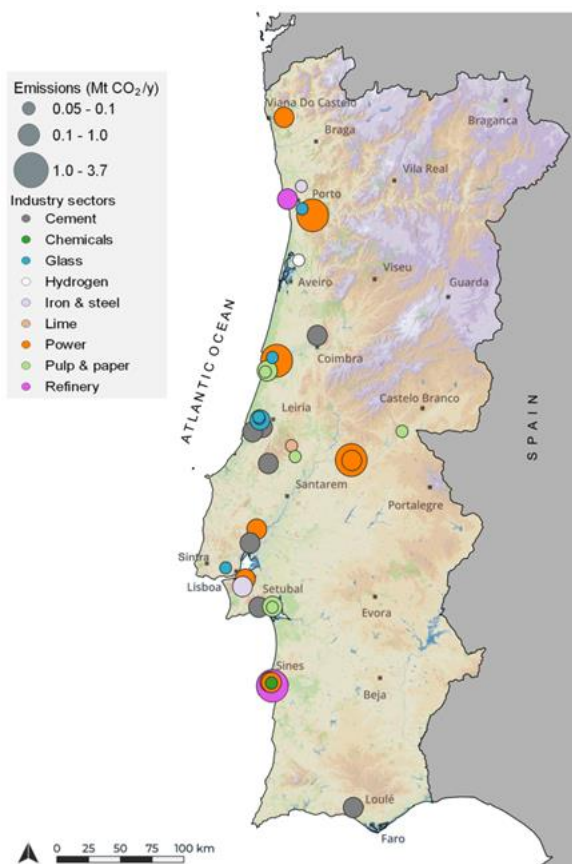 Emissions (Mt CO₂/y)
0.05 - 0.1
0.1 - 1.0
1.0 - 3.7
Industry sectors
Cement
Chemicals
Glass
Hydrogen
Iron & steel
Lime
Power
Pulp & paper
Refinery
Viana Do Castelo
Braganca
Braga
Vila Real
Porto
Aveiro
Viseu
Guarda
Coimbra
ATLANTIC OCEAN
Castelo Branco
Leiria
SPAIN
Santarem
Portalegre
Sintra
Lisboa
Setubal
Evora
Sines
Beja
Loulé
Faro
0 25 50 75 100 km